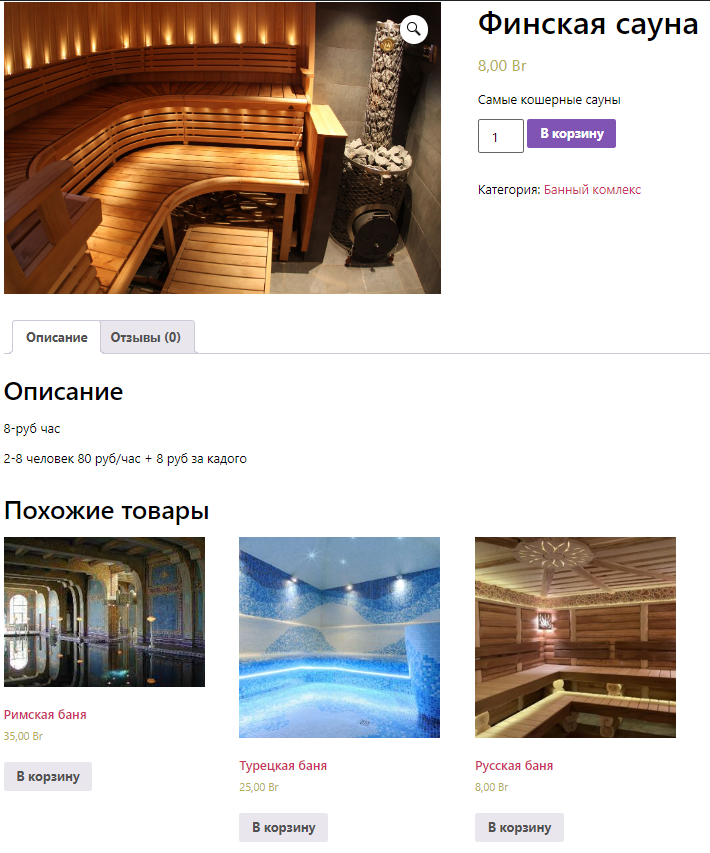 Финская сауна
8,00 Br
Самые кошерные сауны
1 В корзину
Категория: Банный комлекс
Описание Отзывы (0)
Описание
8-руб час
2-8 человек 80 руб/час + 8 руб за кадого
Похожие товары
Римская баня
35,00 Br
В корзину
Турецкая баня
25,00 Br
В корзину
Русская баня
8,00 Br
В корзину